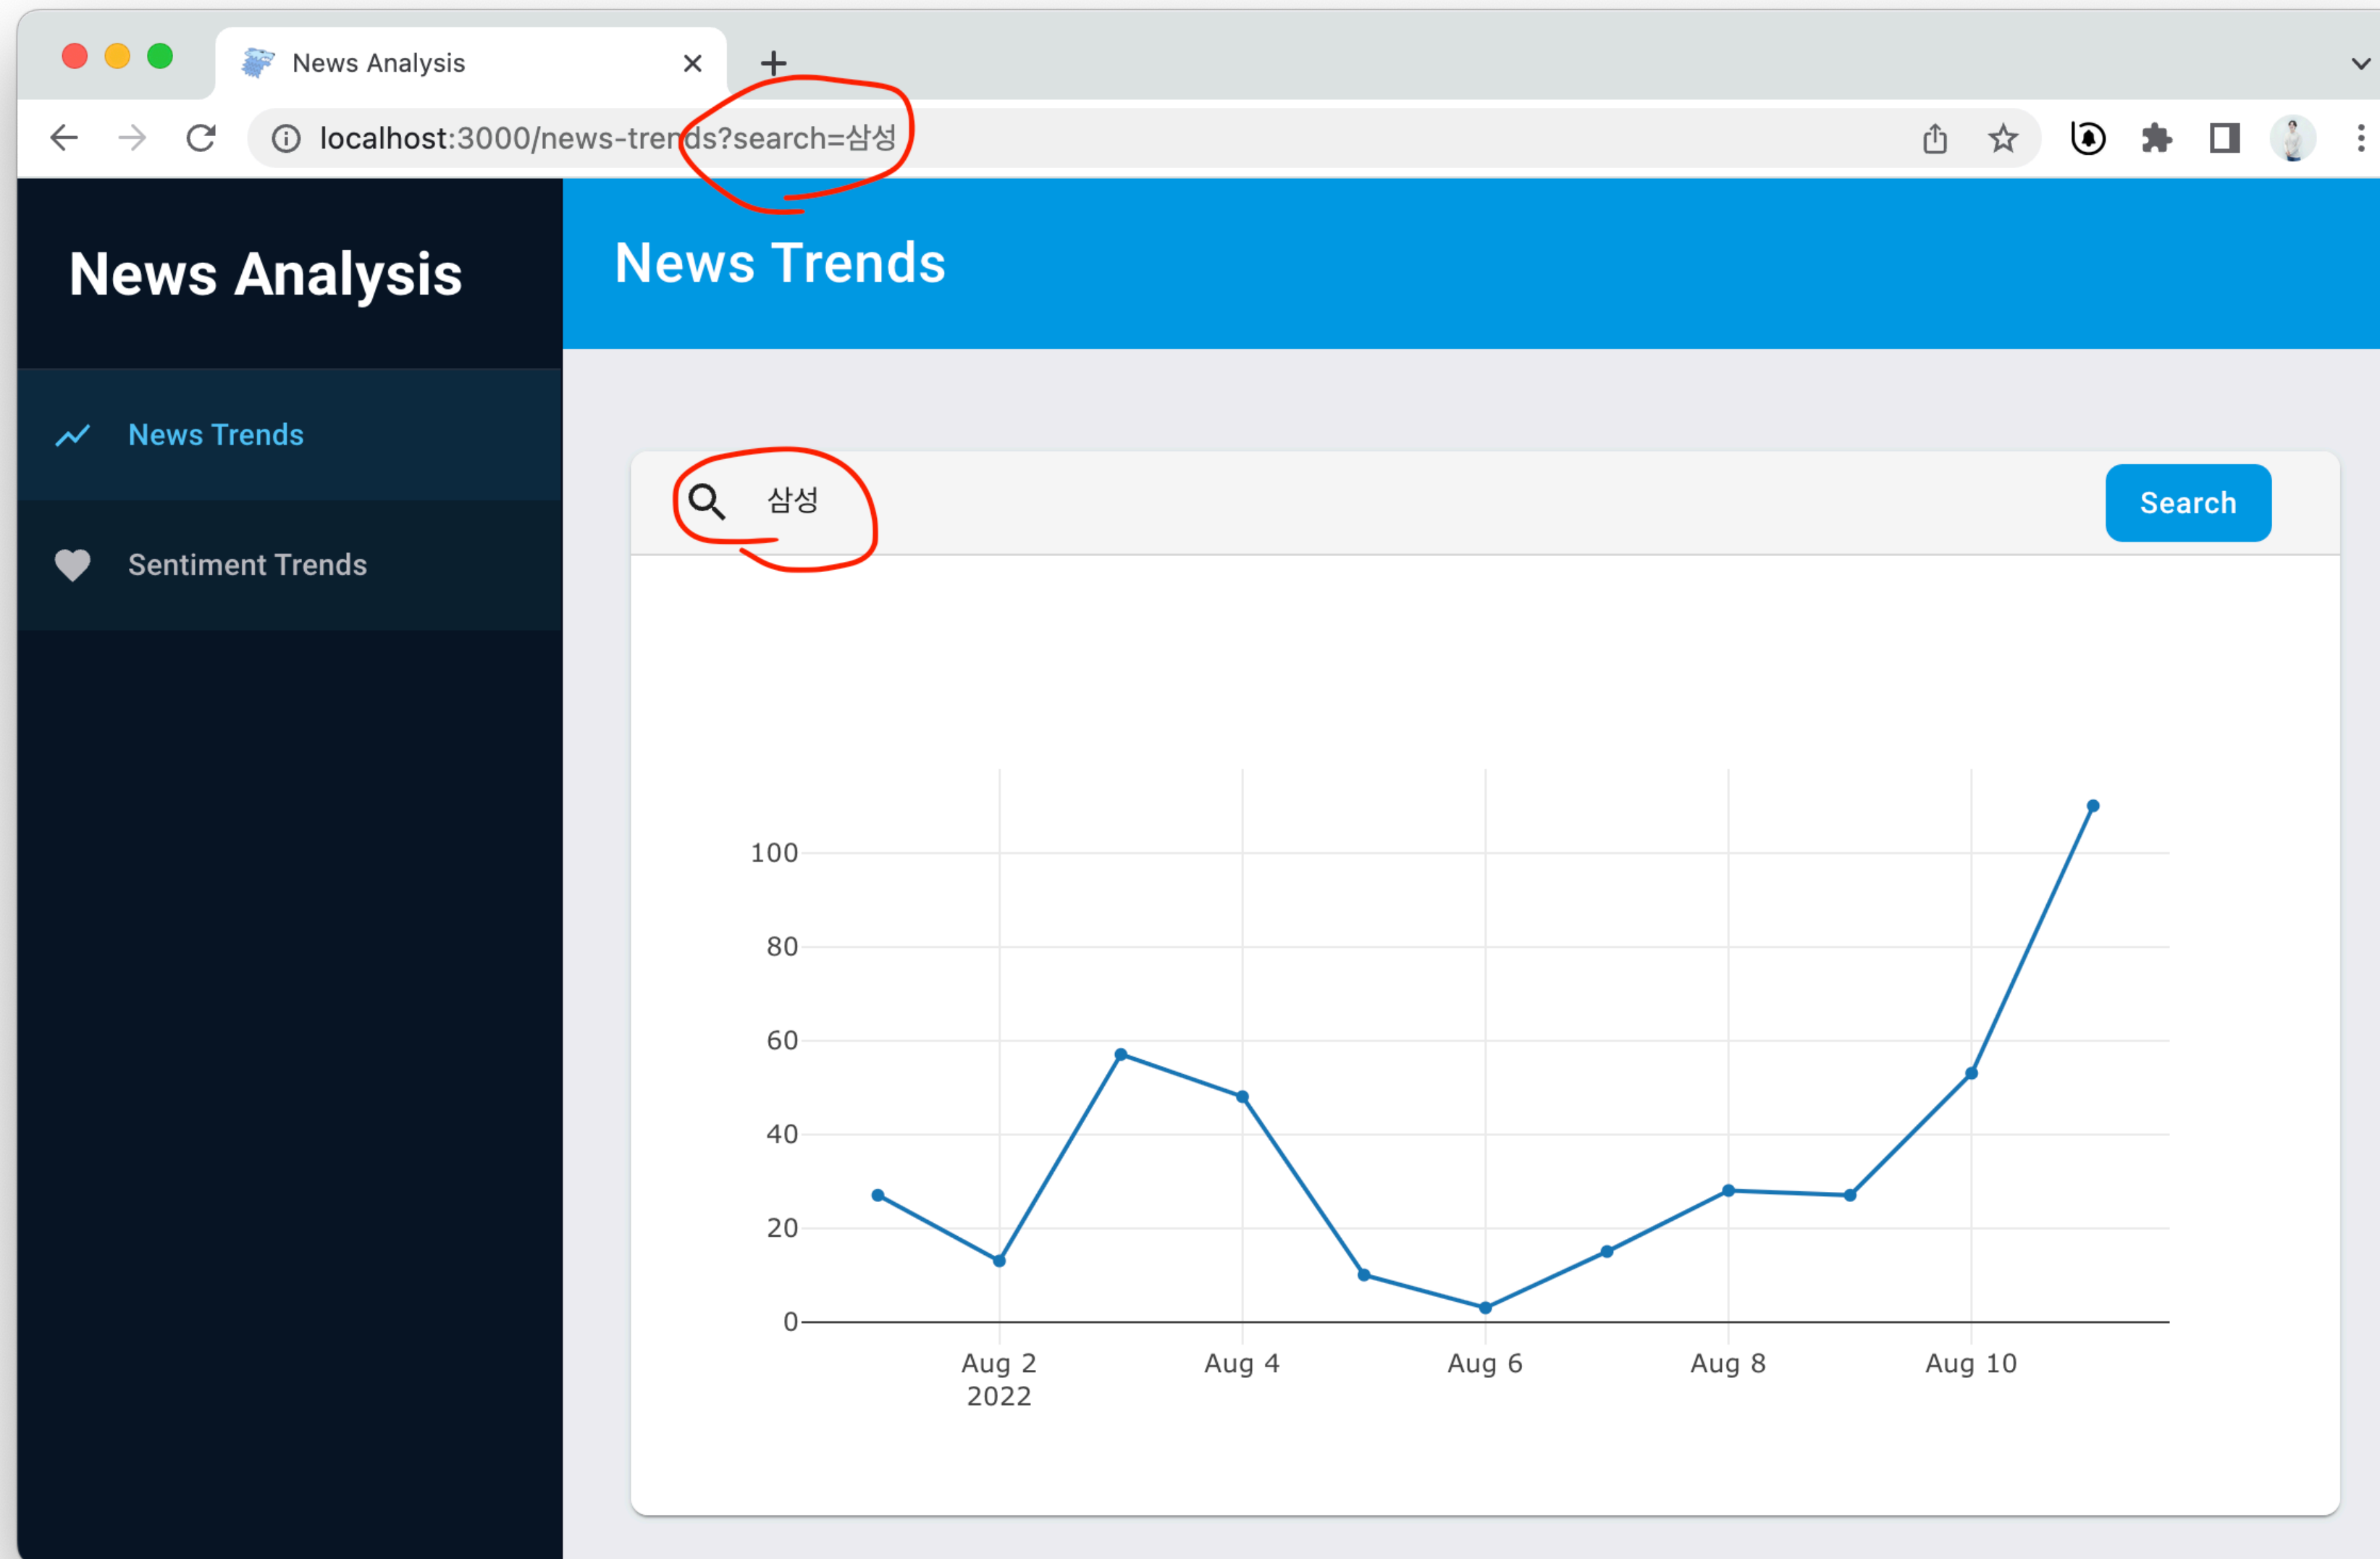 News Analysis
localhost:3000/news-trends?search=삼성
News Analysis
News Trends
News Trends
Sentiment Trends
삼성
Search
100
80
60
40
20
0
Aug 2
2022
Aug 4
Aug 6
Aug 8
Aug 10